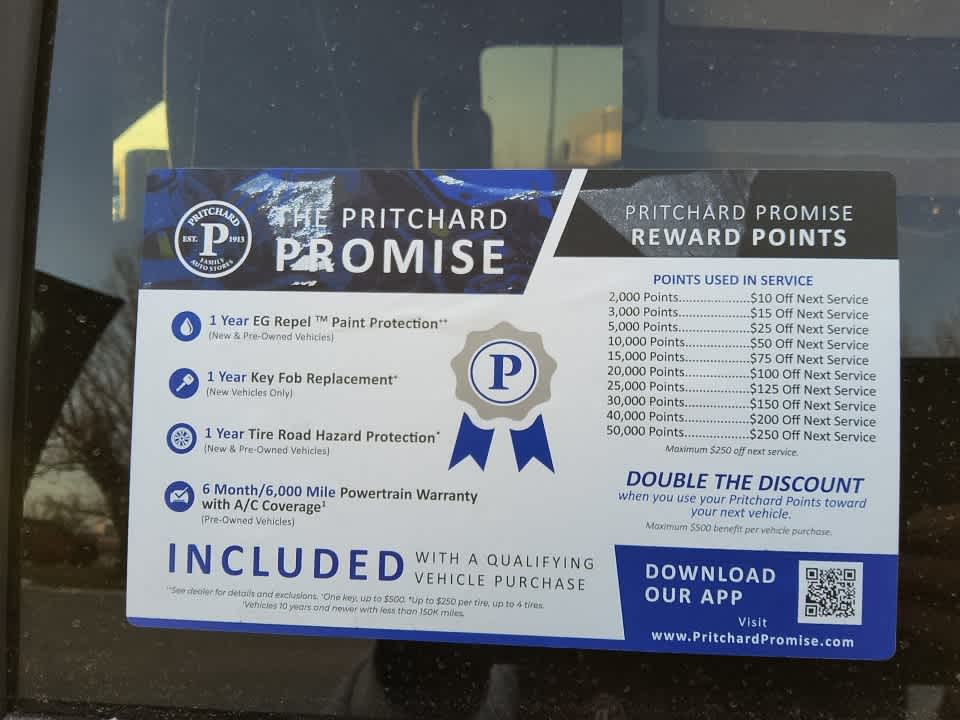 PRITCHARD
EST. P 1913
FAMILY
AUTO STORES
THE PRITCHARD
PROMISE
1 Year EG Repel ™ Paint Protection**
(New & Pre-Owned Vehicles)
1 Year Key Fob Replacement*
(New Vehicles Only)
1 Year Tire Road Hazard Protection*
(New & Pre-Owned Vehicles)
6 Month/6,000 Mile Powertrain Warranty
with A/C Coverage¹
(Pre-Owned Vehicles)
P
INCLUDED WITH A QUALIFYING
VEHICLE PURCHASE
**See dealer for details and exclusions. *One key, up to $500. *Up to $250 per tire, up to 4 tires.
¹Vehicles 10 years and newer with less than 150K miles.
PRITCHARD PROMISE
REWARD POINTS
POINTS USED IN SERVICE
2,000 Points....................$10 Off Next Service
3,000 Points....................$15 Off Next Service
5,000 Points....................$25 Off Next Service
10,000 Points..................$50 Off Next Service
15,000 Points..................$75 Off Next Service
20,000 Points..................$100 Off Next Service
25,000 Points..................$125 Off Next Service
30,000 Points..................$150 Off Next Service
40,000 Points..................$200 Off Next Service
50,000 Points..................$250 Off Next Service
Maximum $250 off next service.
DOUBLE THE DISCOUNT
when you use your Pritchard Points toward
your next vehicle.
Maximum $500 benefit per vehicle purchase.
DOWNLOAD
OUR APP
Visit
www.PritchardPromise.com